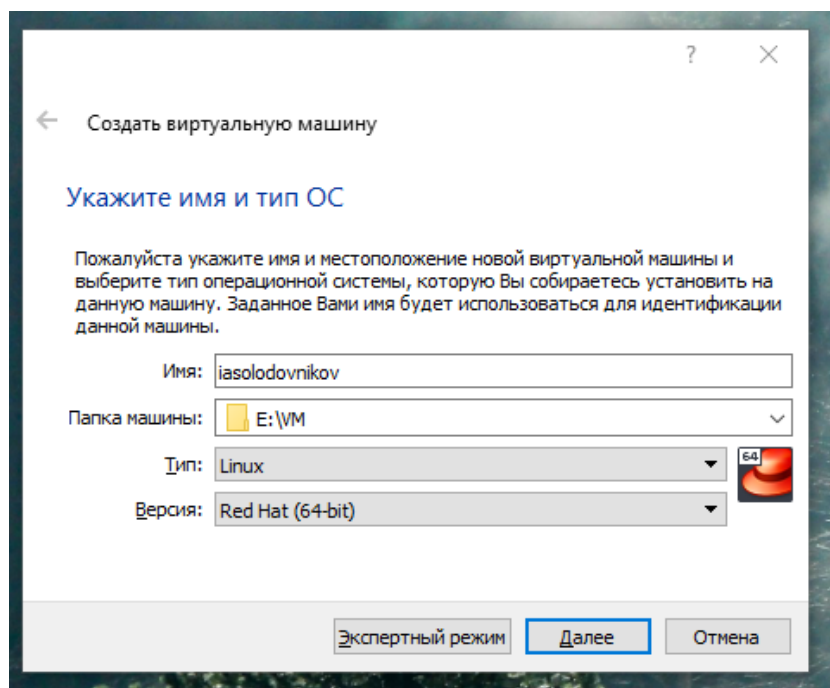 ?
Создать виртуальную машину
Укажите имя и тип ОС
Пожалуйста укажите имя и местоположение новой виртуальной машины и
выберите тип операционной системы, которую Вы собираетесь установить на
данную машину. Заданное Вами имя будет использоваться для идентификации
данной машины.
Имя: iasolodovnikov
Папка машины: E:\VM
Тип: Linux 64
Версия: Red Hat (64-bit)
Экспертный режим Далее Отмена